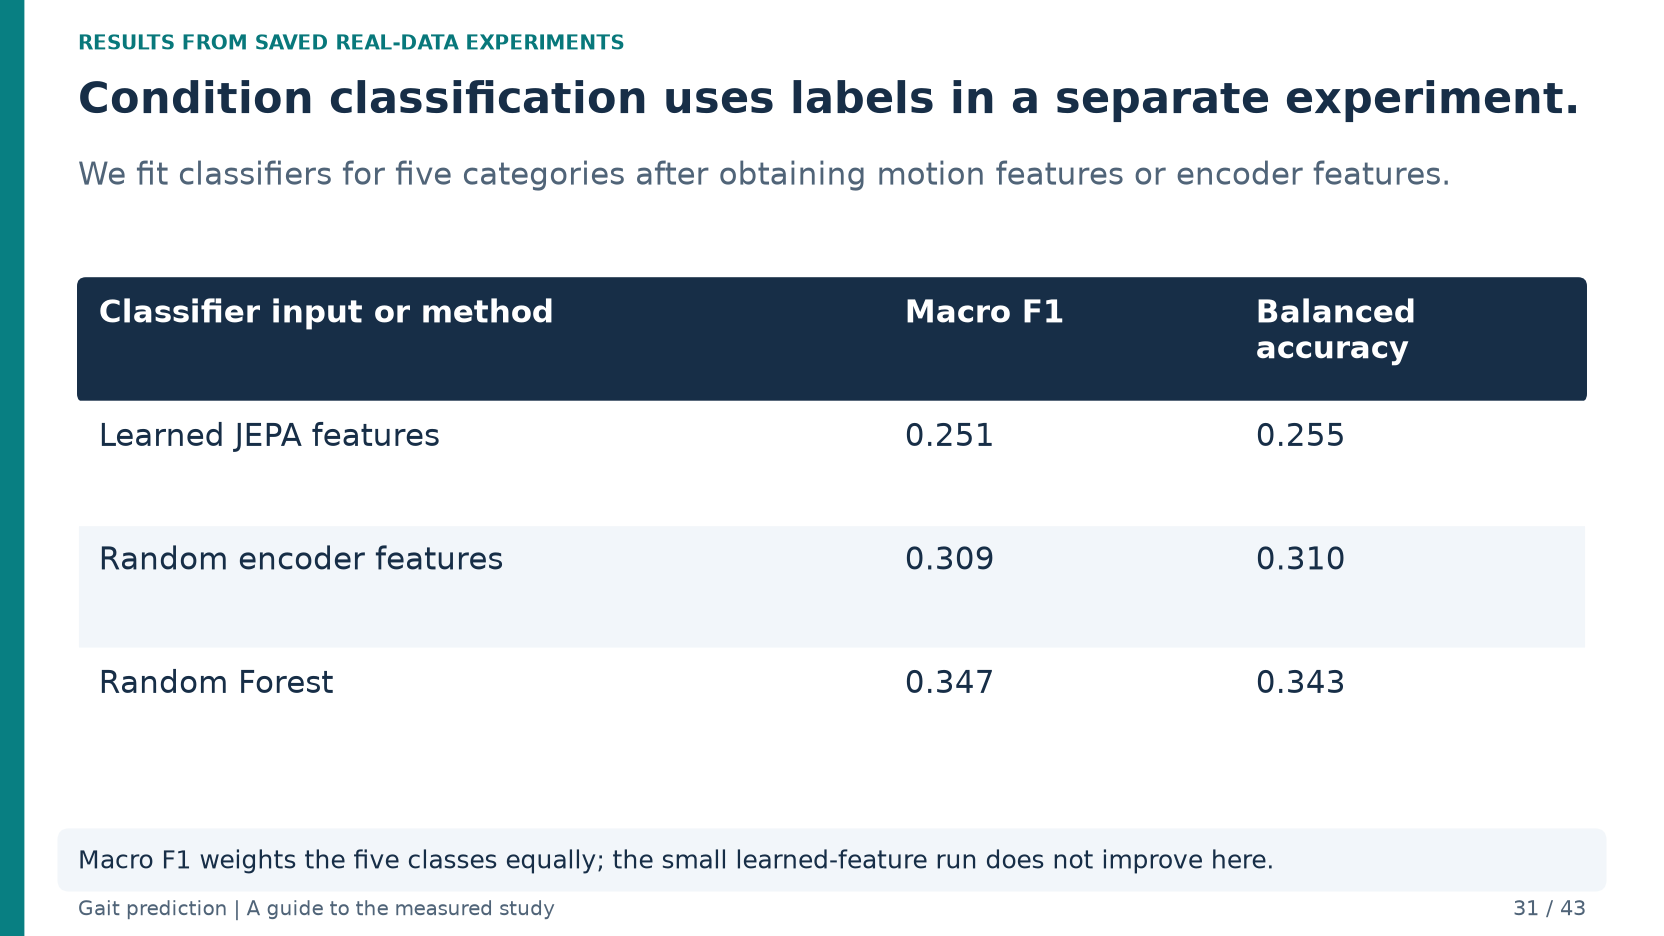 RESULTS FROM SAVED REAL-DATA EXPERIMENTS
Condition classification uses labels in a separate experiment.
We fit classifiers for five categories after obtaining motion features or encoder features.
Classifier input or method Macro F1 Balanced accuracy
Learned JEPA features 0.251 0.255
Random encoder features 0.309 0.310
Random Forest 0.347 0.343
Macro F1 weights the five classes equally; the small learned-feature run does not improve here.
Gait prediction | A guide to the measured study 31 / 43